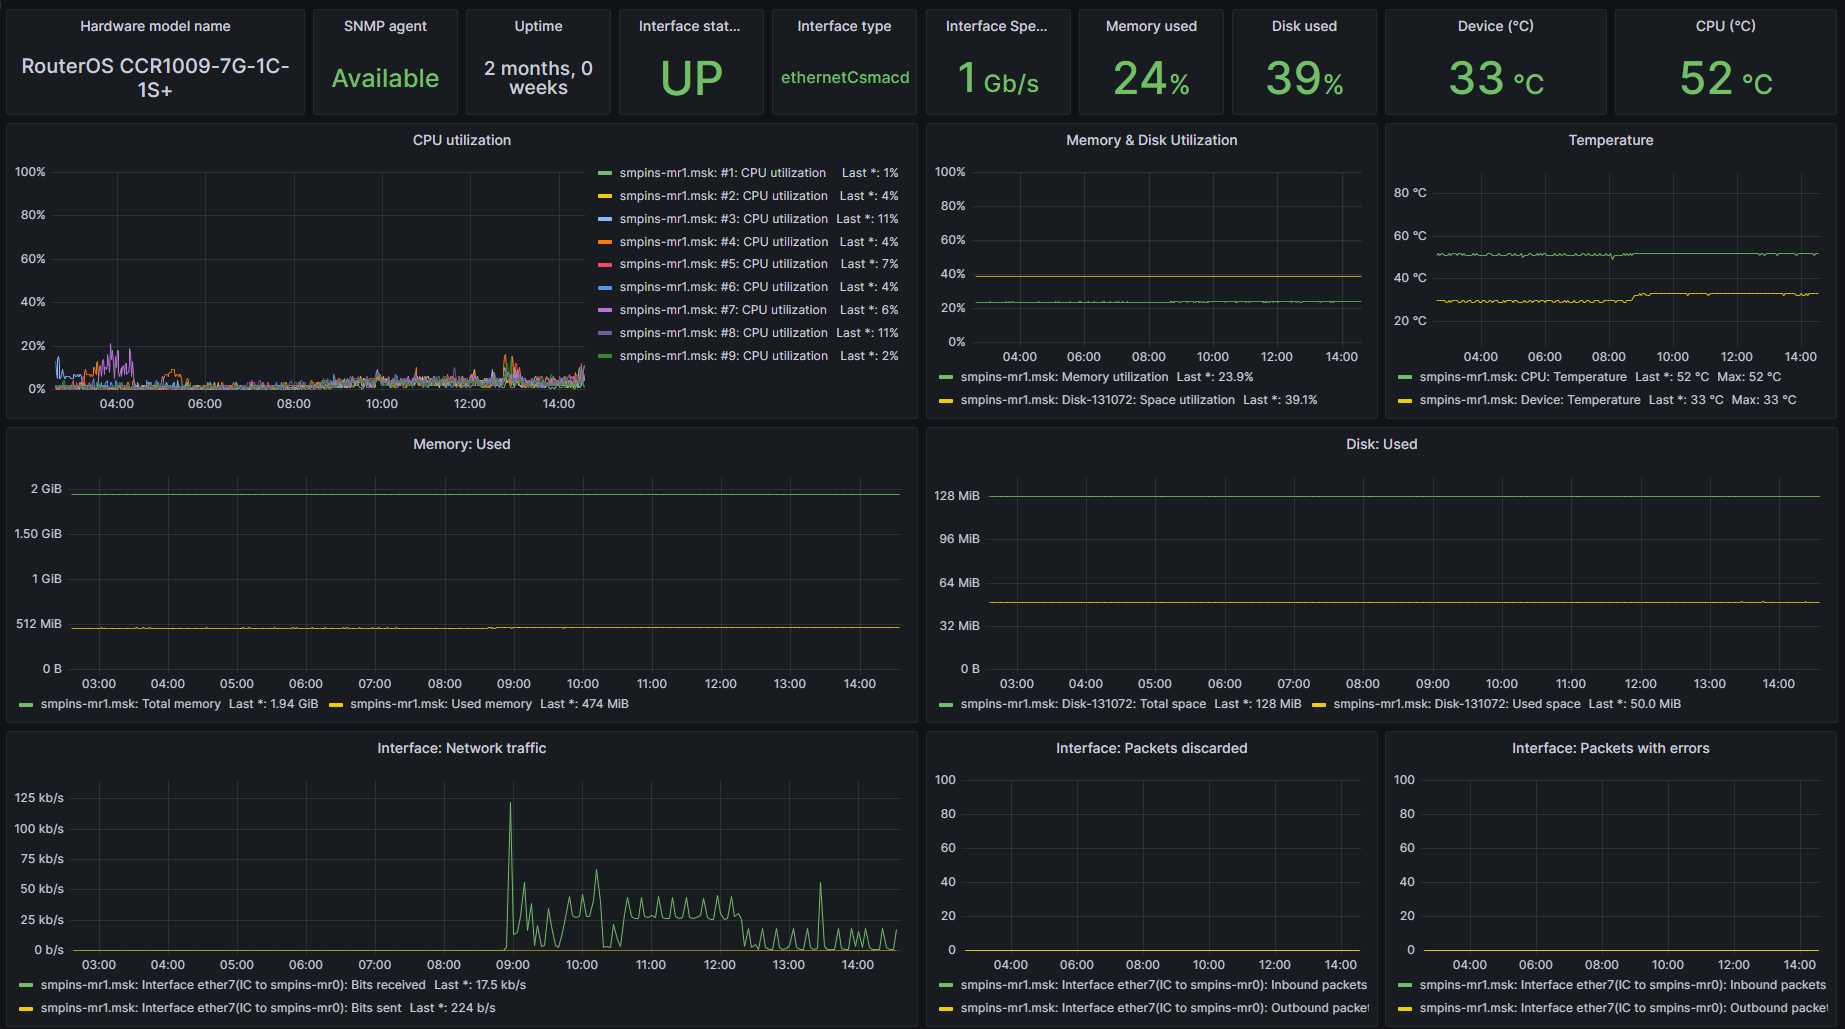 Hardware model name
RouterOS CCR1009-7G-1C-
1S+
SNMP agent
Available
Uptime
2 months, 0
weeks
Interface stat...
UP
Interface type
ethernetCsmacd
Interface Spe...
1 Gb/s
Memory used
24%
Disk used
39%
Device (°C)
33 °C
CPU (°C)
52 °C
CPU utilization
100%
80%
60%
40%
20%
0%
04:00 06:00 08:00 10:00 12:00 14:00
smpins-mr1.msk: #1: CPU utilization Last *: 1%
smpins-mr1.msk: #2: CPU utilization Last *: 4%
smpins-mr1.msk: #3: CPU utilization Last *: 11%
smpins-mr1.msk: #4: CPU utilization Last *: 4%
smpins-mr1.msk: #5: CPU utilization Last *: 7%
smpins-mr1.msk: #6: CPU utilization Last *: 4%
smpins-mr1.msk: #7: CPU utilization Last *: 6%
smpins-mr1.msk: #8: CPU utilization Last *: 11%
smpins-mr1.msk: #9: CPU utilization Last *: 2%
Memory & Disk Utilization
100%
80%
60%
40%
20%
0%
04:00 06:00 08:00 10:00 12:00 14:00
smpins-mr1.msk: Memory utilization Last *: 23.9%
smpins-mr1.msk: Disk-131072: Space utilization Last *: 39.1%
Temperature
80 °C
60 °C
40 °C
20 °C
04:00 06:00 08:00 10:00 12:00 14:00
smpins-mr1.msk: CPU: Temperature Last *: 52 °C Max: 52 °C
smpins-mr1.msk: Device: Temperature Last *: 33 °C Max: 33 °C
Memory: Used
2 GiB
1.50 GiB
1 GiB
512 MiB
0 B
03:00 04:00 05:00 06:00 07:00 08:00 09:00 10:00 11:00 12:00 13:00 14:00
smpins-mr1.msk: Total memory Last *: 1.94 GiB smpins-mr1.msk: Used memory Last *: 474 MiB
Disk: Used
128 MiB
96 MiB
64 MiB
32 MiB
0 B
03:00 04:00 05:00 06:00 07:00 08:00 09:00 10:00 11:00 12:00 13:00 14:00
smpins-mr1.msk: Disk-131072: Total space Last *: 128 MiB smpins-mr1.msk: Disk-131072: Used space Last *: 50.0 MiB
Interface: Network traffic
125 kb/s
100 kb/s
75 kb/s
50 kb/s
25 kb/s
0 b/s
03:00 04:00 05:00 06:00 07:00 08:00 09:00 10:00 11:00 12:00 13:00 14:00
smpins-mr1.msk: Interface ether7(IC to smpins-mr0): Bits received Last *: 17.5 kb/s
smpins-mr1.msk: Interface ether7(IC to smpins-mr0): Bits sent Last *: 224 b/s
Interface: Packets discarded
100
80
60
40
20
0
04:00 06:00 08:00 10:00 12:00 14:00
smpins-mr1.msk: Interface ether7(IC to smpins-mr0): Inbound packets
smpins-mr1.msk: Interface ether7(IC to smpins-mr0): Outbound packet
Interface: Packets with errors
100
80
60
40
20
0
04:00 06:00 08:00 10:00 12:00 14:00
smpins-mr1.msk: Interface ether7(IC to smpins-mr0): Inbound packets
smpins-mr1.msk: Interface ether7(IC to smpins-mr0): Outbound packet